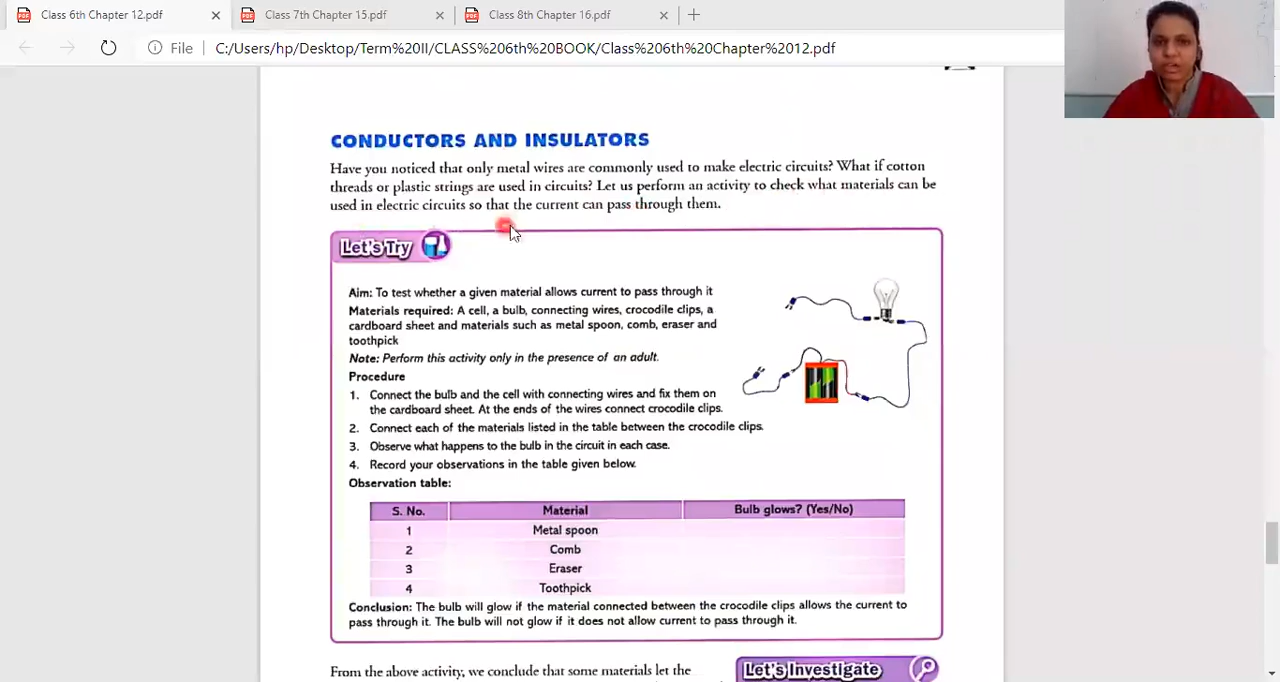 Class 6th Chapter 12.pdf
Class 7th Chapter 15.pdf
Class 8th Chapter 16.pdf
File
C:/Users/hp/Desktop/Term%20II/CLASS%206th%20BOOK/Class%206th%20Chapter%2012.pdf
CONDUCTORS AND INSULATORS
Have you noticed that only metal wires are commonly used to make electric circuits? What if cotton
threads or plastic strings are used in circuits? Let us perform an activity to check what materials can be
used in electric circuits so that the current can pass through them.
Let's Try
Aim: To test whether a given material allows current to pass through it
Materials required: A cell, a bulb, connecting wires, crocodile clips, a
cardboard sheet and materials such as metal spoon, comb, eraser and
toothpick
Note: Perform this activity only in the presence of an adult.
Procedure
1. Connect the bulb and the cell with connecting wires and fix them on
the cardboard sheet. At the ends of the wires connect crocodile clips.
2. Connect each of the materials listed in the table between the crocodile clips.
3. Observe what happens to the bulb in the circuit in each case.
4. Record your observations in the table given below.
Observation table:
S. No. Material Bulb glows? (Yes/No)
1 Metal spoon
2 Comb
3 Eraser
4 Toothpick
Conclusion: The bulb will glow if the material connected between the crocodile clips allows the current to
pass through it. The bulb will not glow if it does not allow current to pass through it.
From the above activity, we conclude that some materials let the
Let's Investigate